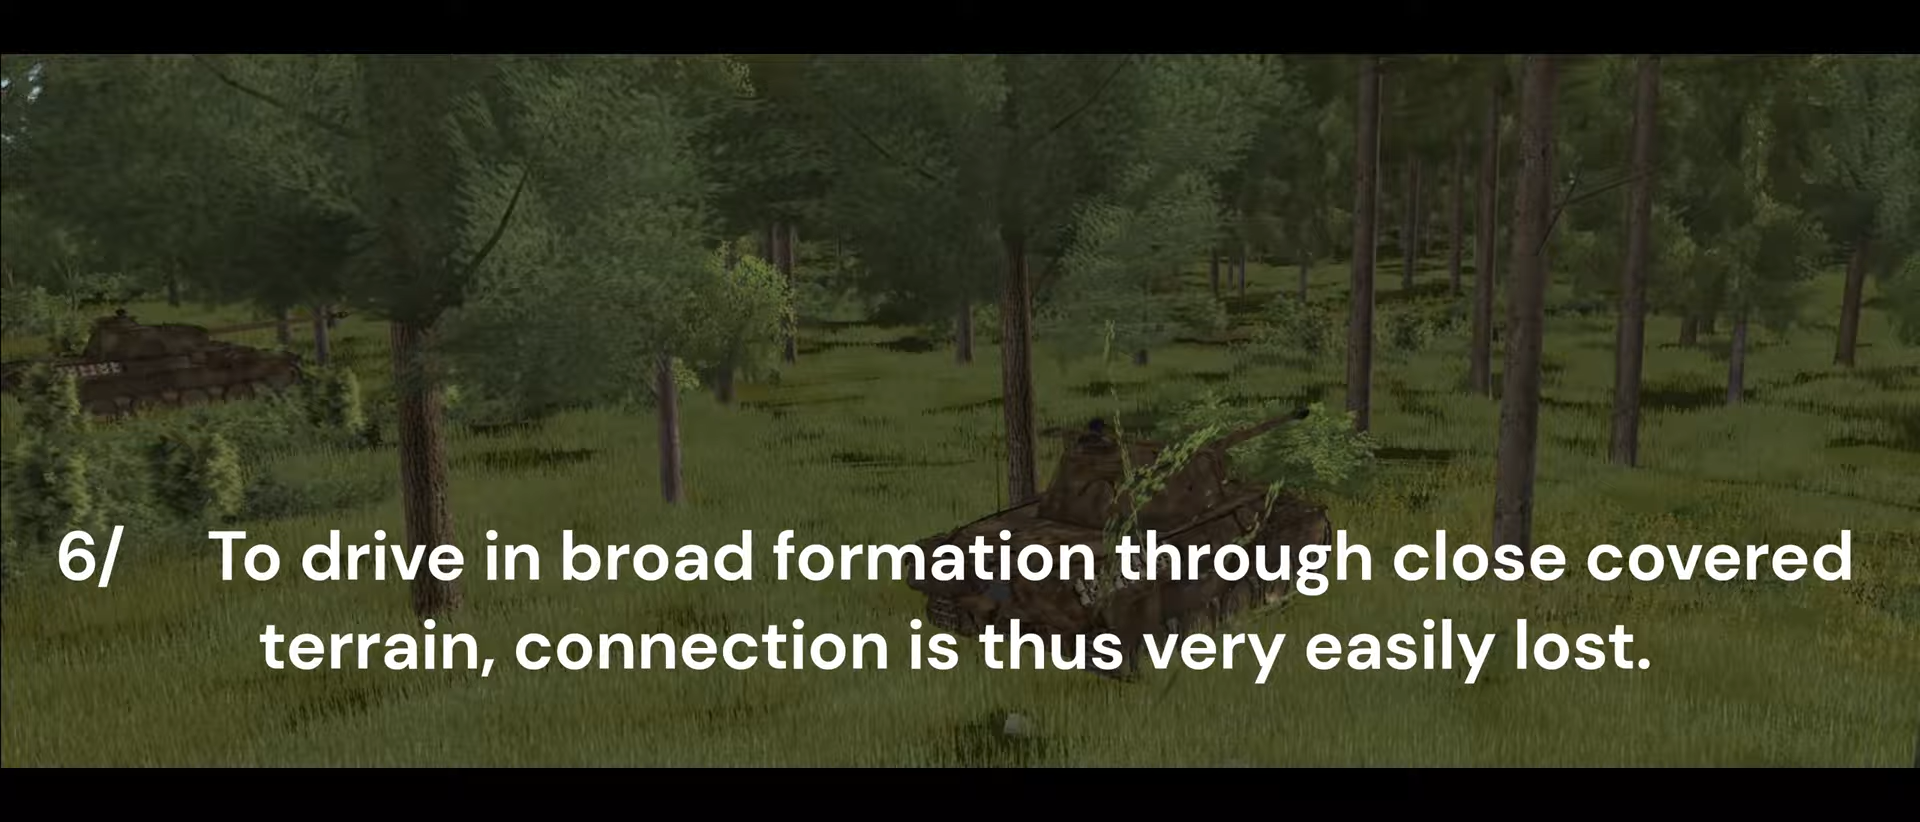 6/ To drive in broad formation through close covered
terrain, connection is thus very easily lost.